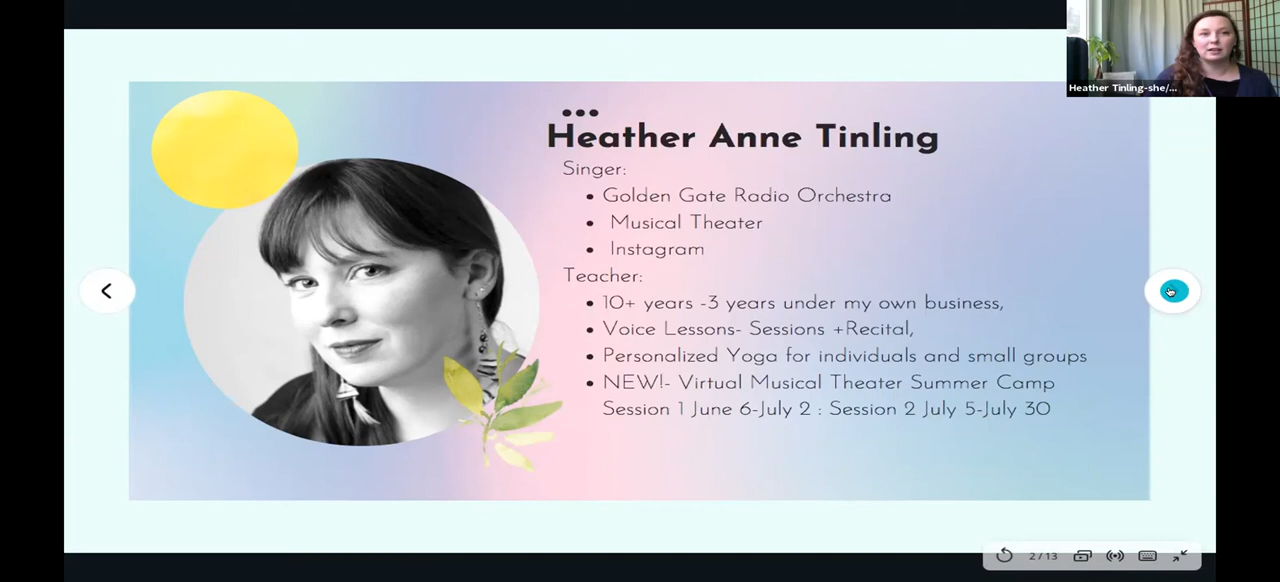 Heather Tinling-she/...
...
Heather Anne Tinling
Singer:
• Golden Gate Radio Orchestra
• Musical Theater
• Instagram
Teacher:
• 10+ years -3 years under my own business,
• Voice Lessons- Sessions +Recital,
• Personalized Yoga for individuals and small groups
• NEW!- Virtual Musical Theater Summer Camp
Session 1 June 6-July 2 : Session 2 July 5-July 30
2/13